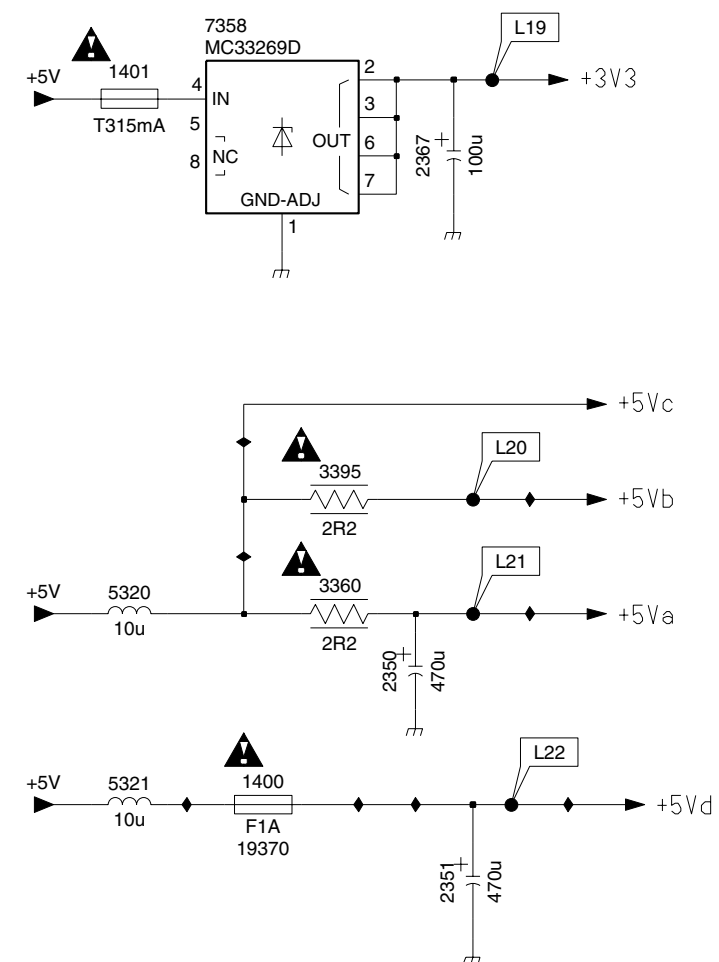 7358
MC33269D
L19
+5V
1401
T315mA
4
IN
5
8
NC
OUT
2
3
6
7
GND-ADJ
1
2367
+
100u
+3V3
+5Vc
3395
2R2
L20
+5Vb
+5V
5320
10u
3360
2R2
L21
+5Va
2350
+
470u
+5V
5321
10u
1400
F1A
19370
L22
+5Vd
2351
+
470u